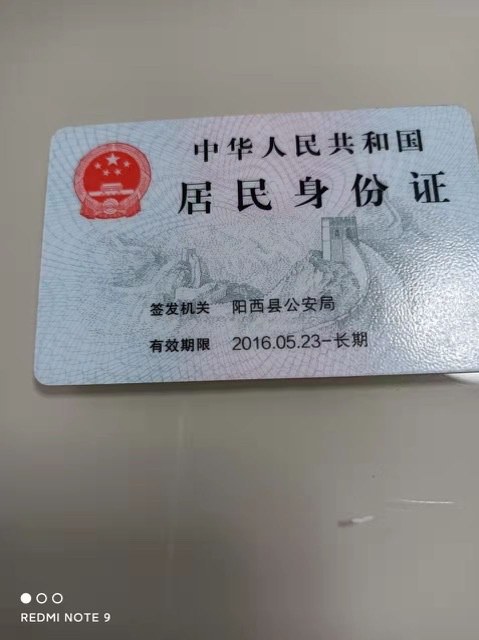 中华人民共和国
居民身份证
签发机关 阳西县公安局
有效期限 2016.05.23-长期
REDMI NOTE 9